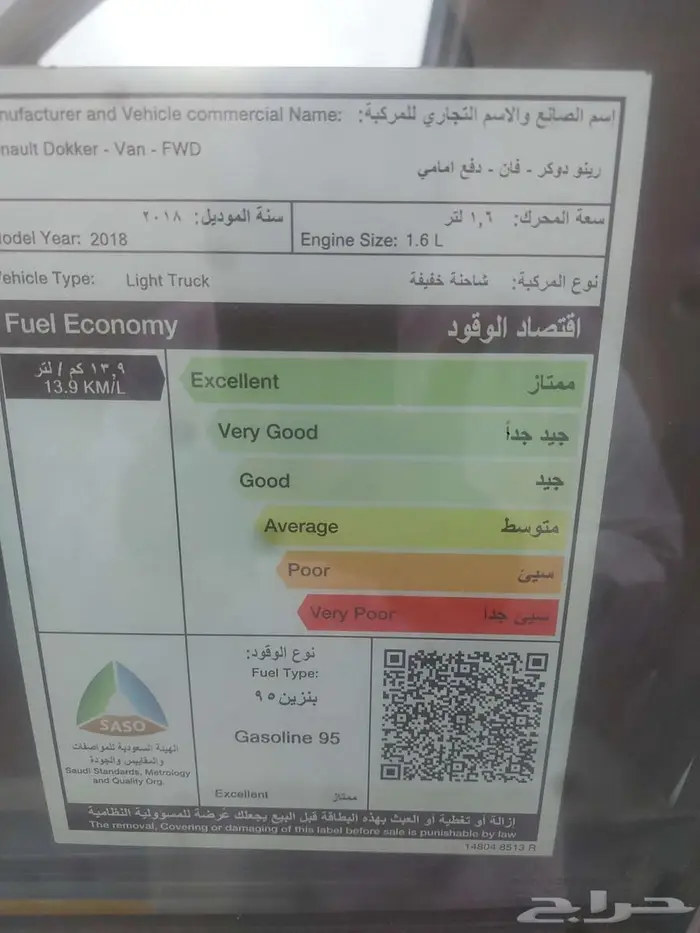 nufacturer and Vehicle commercial Name: إسم الصانع والاسم التجاري للمركبة:
nault Dokker - Van - FWD
رينو دوكر - فان - دفع امامي
سنة الموديل: ٢٠١٨
odel Year: 2018
سعة المحرك: ١,٦ لتر
Engine Size: 1.6 L
ehicle Type: Light Truck نوع المركبة: شاحنة خفيفة
Fuel Economy اقتصاد الوقود
١٣,٩ كم / لتر
13.9 KM/L
Excellent ممتاز
Very Good جيد جداً
Good جيد
Average متوسط
Poor سيئ
Very Poor سيئ جداً
SASO
الهيئة السعودية للمواصفات
والمقاييس والجودة
Saudi Standards, Metrology
and Quality Org.
نوع الوقود:
Fuel Type:
بنزين ٩٥
Gasoline 95
Excellent ممتاز
إزالة أو تغطية او العبث بهذه البطاقة قبل البيع يجعلك عرضة للمسوولية النظامية
The removal, Covering or damaging of this label before sale is punishable by law
14804 8513 R
حراج